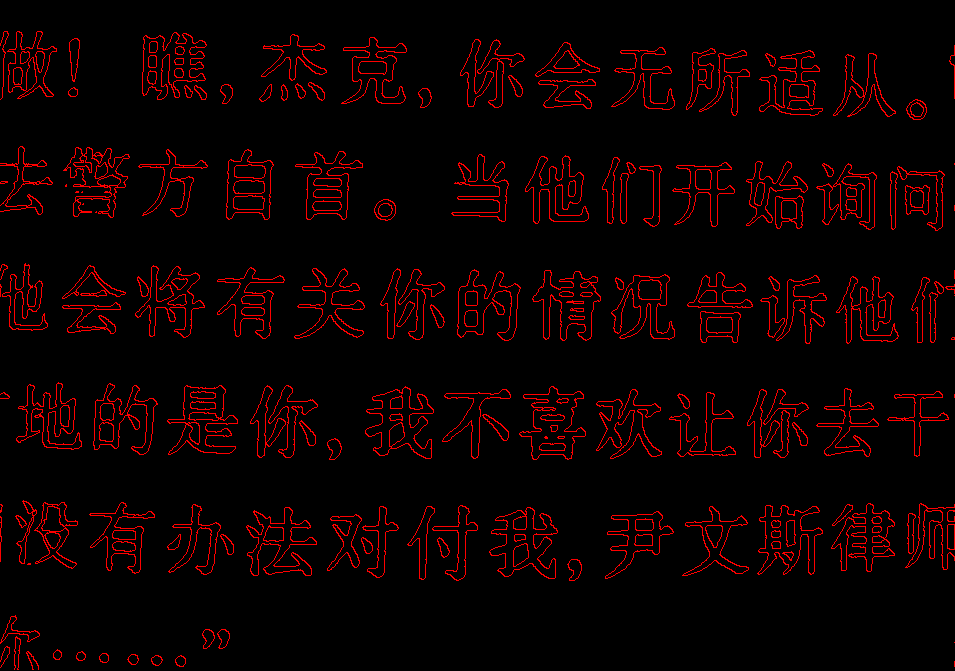 做！ 瞧，杰克，你会无所适从。
去警方自首。 当他们开始询问
他会将有关你的情况告诉他们
地的是你，我不喜欢让你去干
没有办法对付我，尹文斯律师
你……”